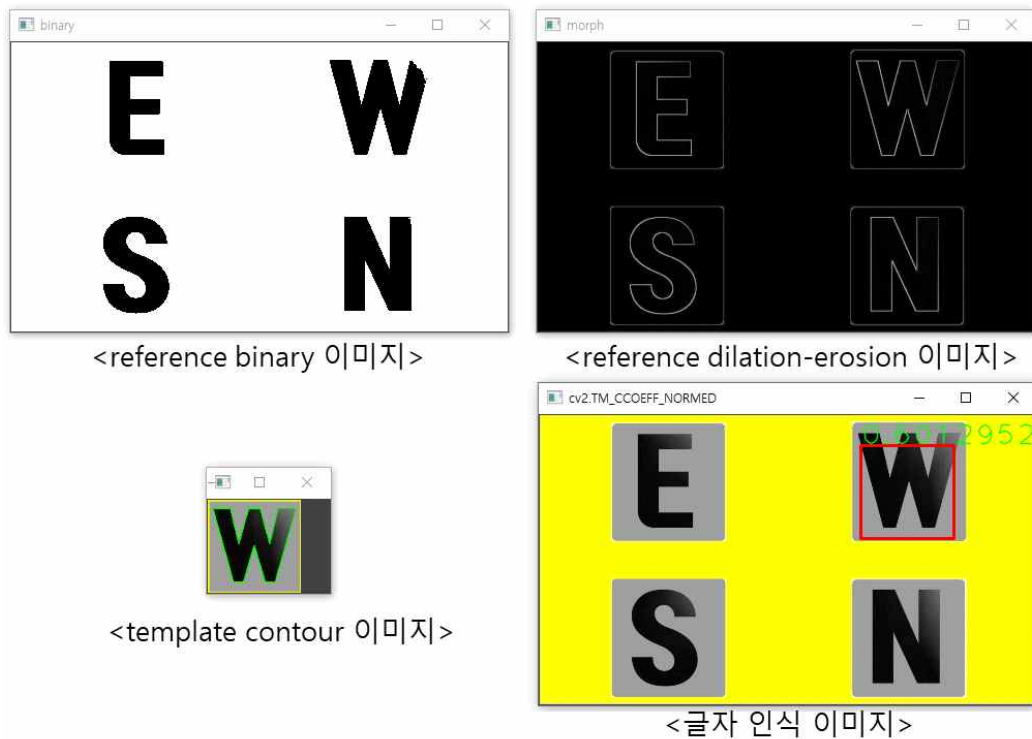 binary
morph
E W
S N
E W
S N
<reference binary 이미지>
<reference dilation-erosion 이미지>
cv2.TM_CCOEFF_NORMED
E W
S N
W
<template contour 이미지>
<글자 인식 이미지>